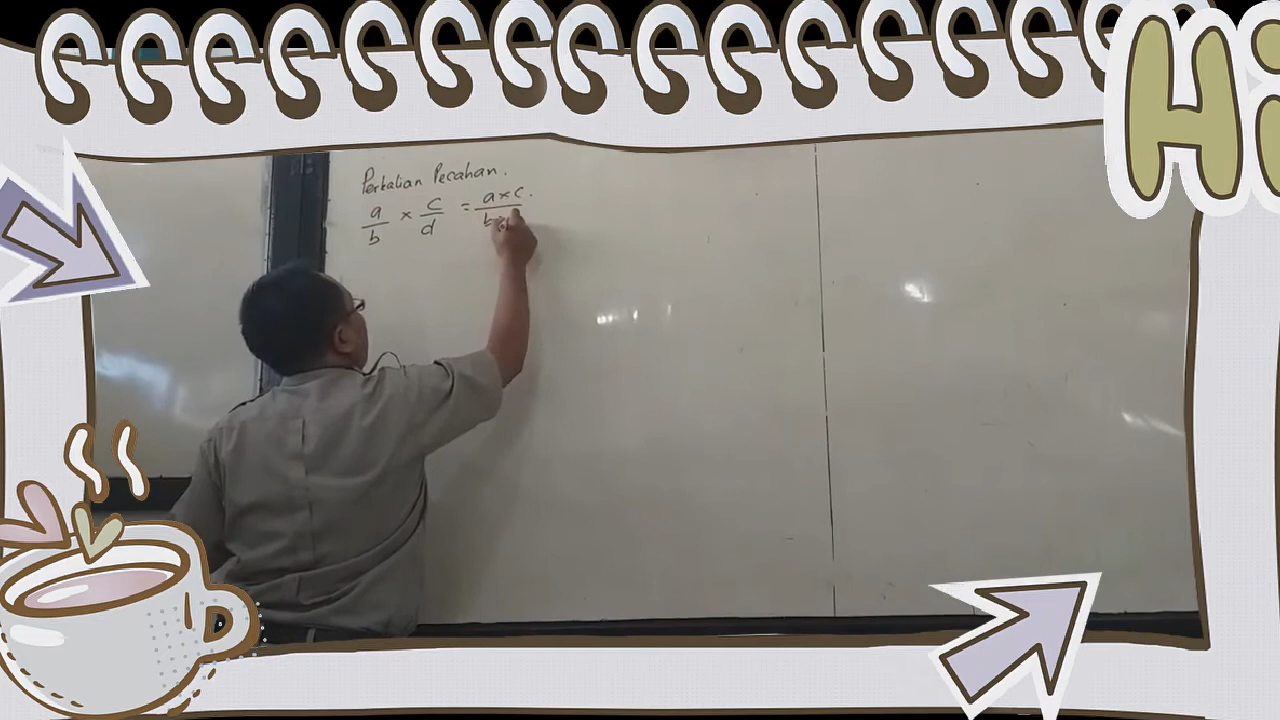 Hi
Perkalian Pecahan.
a/b × c/d = a×c/b×d.